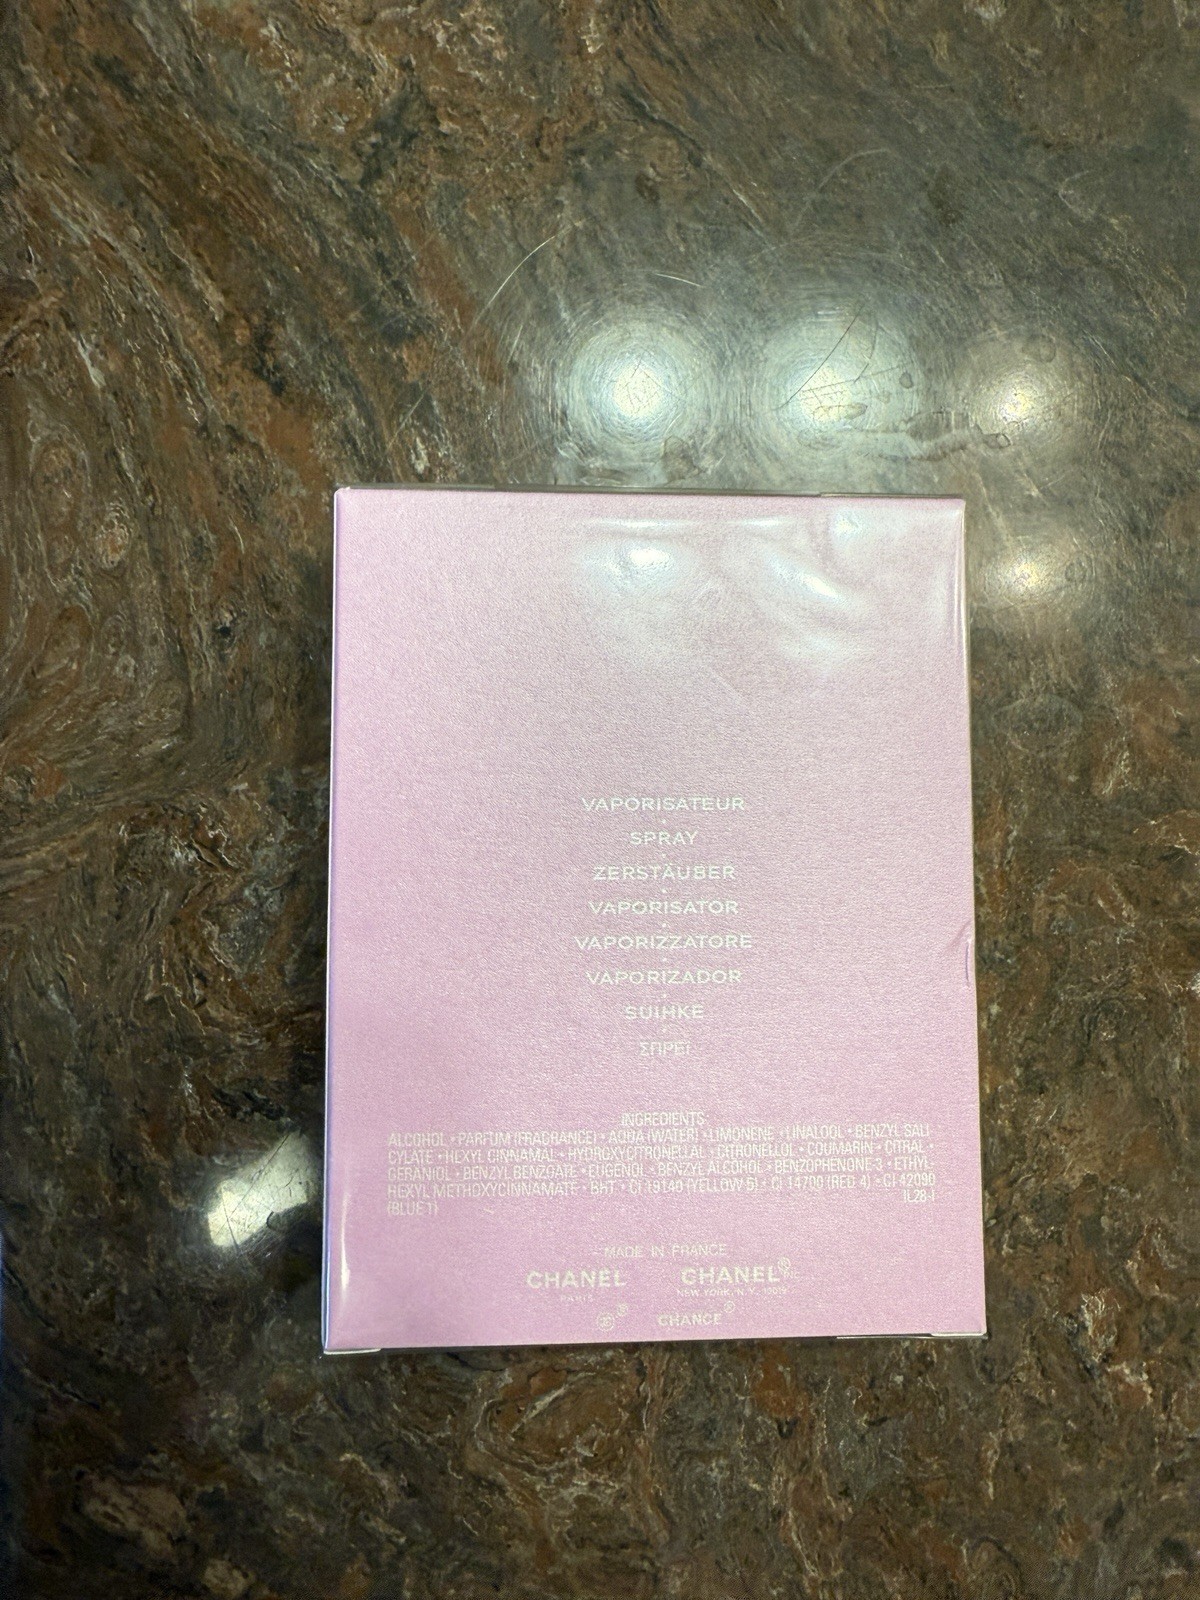 VAPORISATEUR
SPRAY
ZERSTÄUBER
VAPORISATOR
VAPORIZZATORE
VAPORIZADOR
SUIHKE
ΣΠΡΕΪ
INGREDIENTS:
ALCOHOL • PARFUM (FRAGRANCE) • AQUA (WATER) • LIMONENE • LINALOOL • BENZYL SALI
CYLATE • HEXYL CINNAMAL • HYDROXYCITRONELLAL • CITRONELLOL • COUMARIN • CITRAL •
GERANIOL • BENZYL BENZOATE • EUGENOL • BENZYL ALCOHOL • BENZOPHENONE-3 • ETHYL-
HEXYL METHOXYCINNAMATE • BHT • CI 19140 (YELLOW 5) • CI 14700 (RED 4) • CI 42090
(BLUE 1) IL28-1
MADE IN FRANCE
CHANEL CHANEL® INC.
PARIS NEW YORK, N.Y. 10019
® CHANCE®